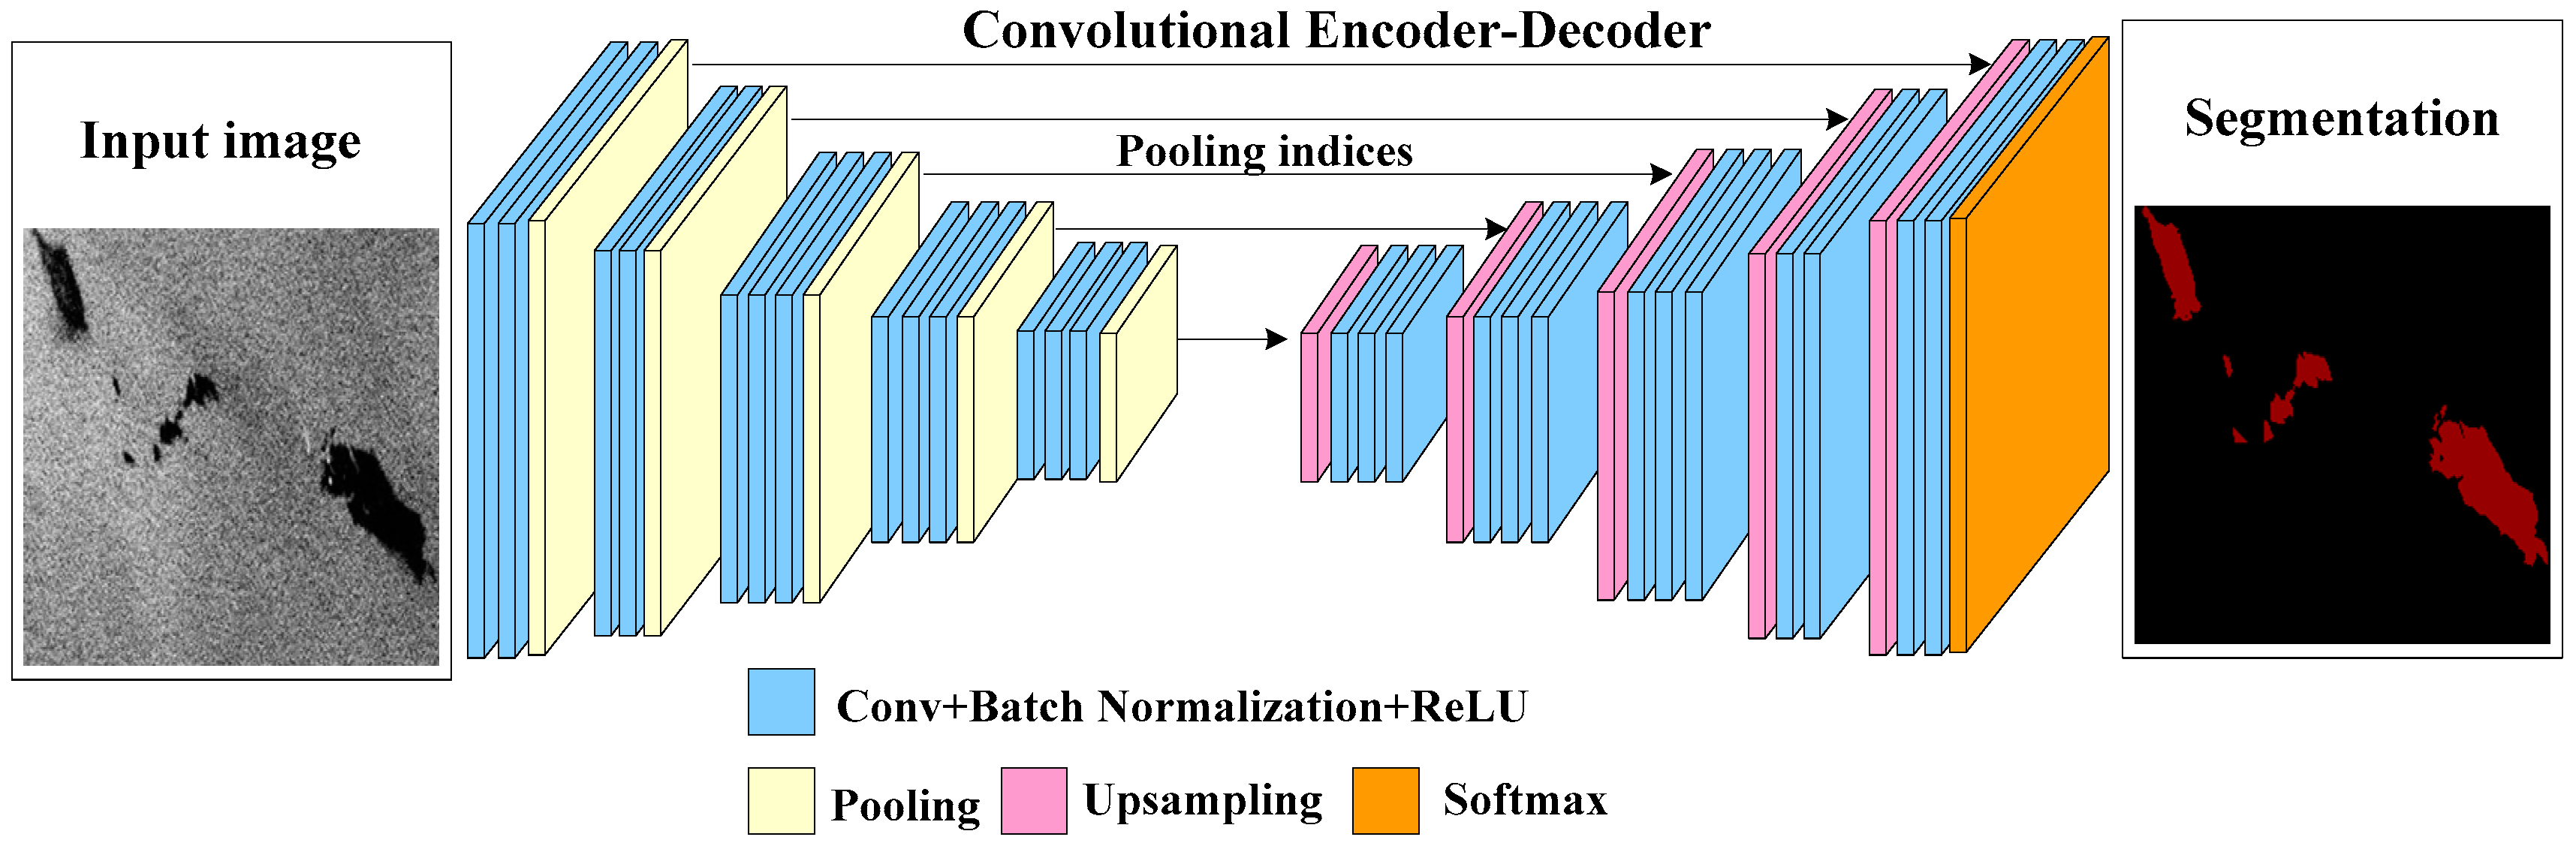 Convolutional Encoder-Decoder
Input image
Pooling indices
Segmentation
Conv+Batch Normalization+ReLU
Pooling
Upsampling
Softmax